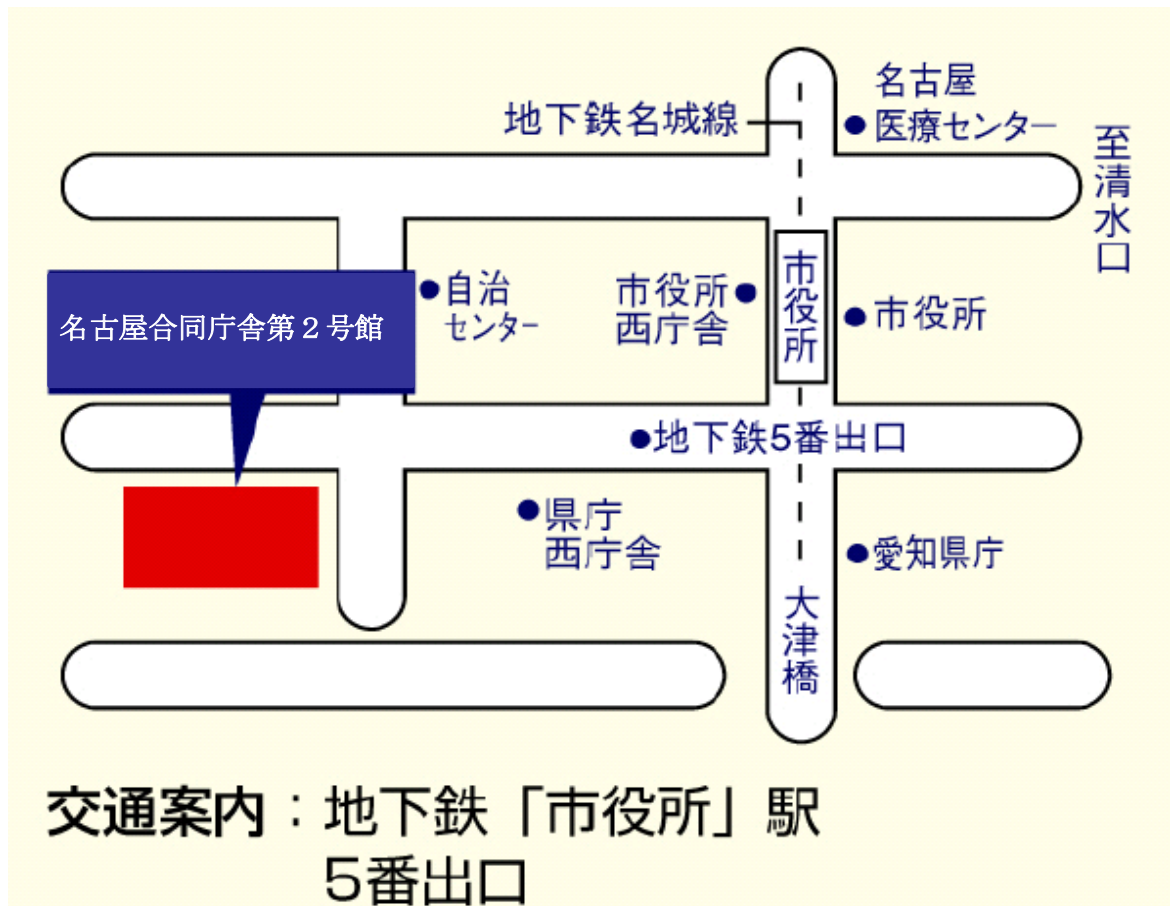 名古屋
医療センター
地下鉄名城線
至清水口
自治
センター
市役所
西庁舎
市役所
市役所
名古屋合同庁舎第２号館
地下鉄5番出口
県庁
西庁舎
愛知県庁
大津橋
交通案内：地下鉄「市役所」駅
5番出口